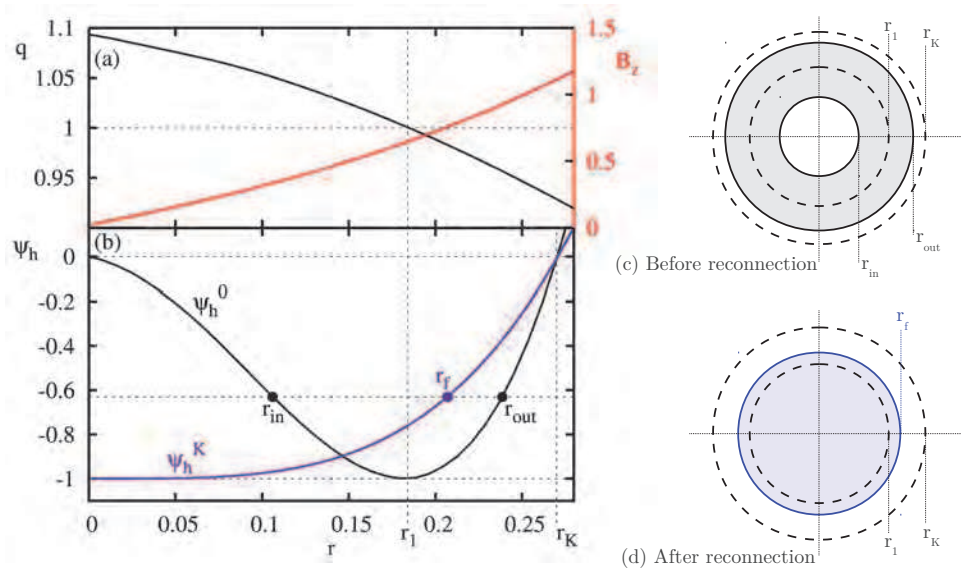 1.1
q
(a)
1.05
1
0.95
1.5
B_z
1
0.5
0
ψ_h
(b)
0
-0.2
-0.4
-0.6
-0.8
-1
ψ_h^0
r_f
r_in
r_out
ψ_h^K
0
0.05
0.1
0.15
0.2
0.25
r
r_1
r_K
r_1
r_K
r_out
(c) Before reconnection
r_in
r_f
r_1
r_K
(d) After reconnection